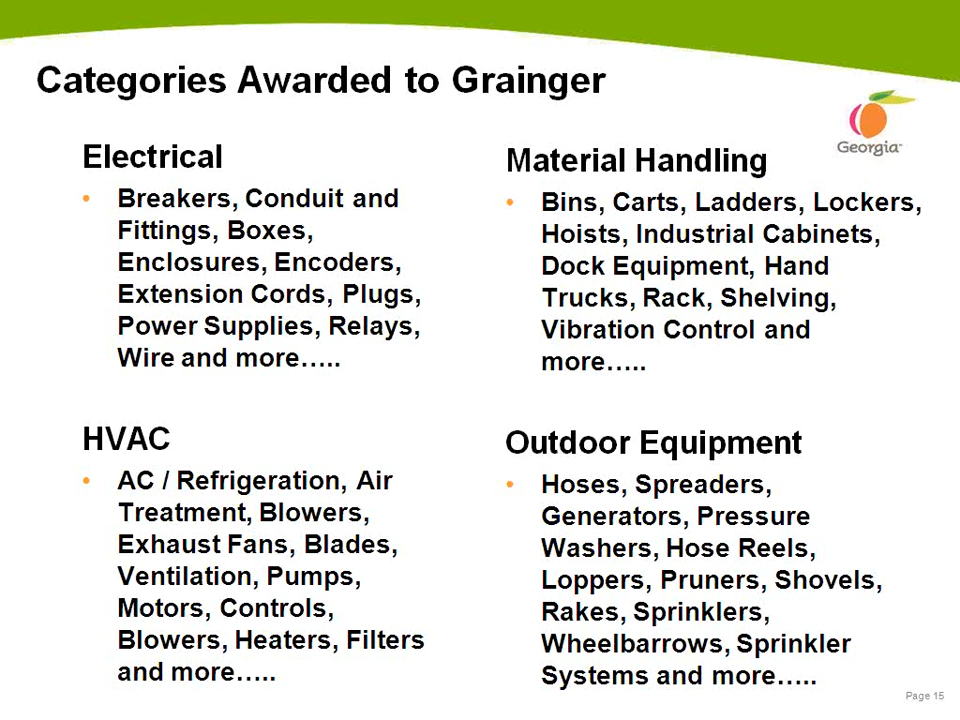 Categories Awarded to Grainger
Georgia™
Electrical
• Breakers, Conduit and
Fittings, Boxes,
Enclosures, Encoders,
Extension Cords, Plugs,
Power Supplies, Relays,
Wire and more…..
Material Handling
• Bins, Carts, Ladders, Lockers,
Hoists, Industrial Cabinets,
Dock Equipment, Hand
Trucks, Rack, Shelving,
Vibration Control and
more…..
HVAC
• AC / Refrigeration, Air
Treatment, Blowers,
Exhaust Fans, Blades,
Ventilation, Pumps,
Motors, Controls,
Blowers, Heaters, Filters
and more…..
Outdoor Equipment
• Hoses, Spreaders,
Generators, Pressure
Washers, Hose Reels,
Loppers, Pruners, Shovels,
Rakes, Sprinklers,
Wheelbarrows, Sprinkler
Systems and more…..
Page 15